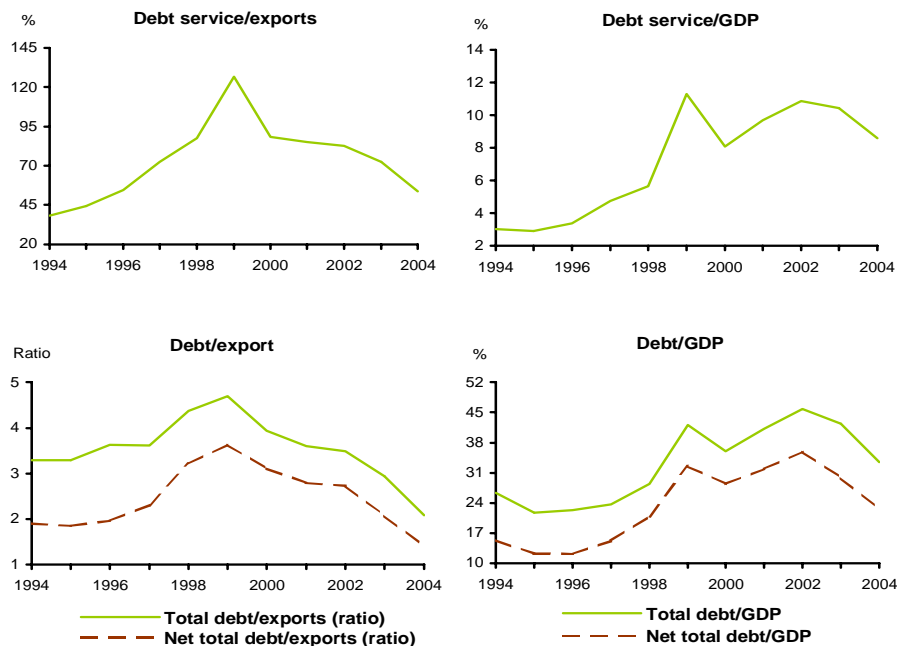 Debt service/exports
%
145
120
95
70
45
20
1994 1996 1998 2000 2002 2004
Debt service/GDP
%
14
12
10
8
6
4
2
1994 1996 1998 2000 2002 2004
Debt/export
Ratio
5
4
3
2
1
1994 1996 1998 2000 2002 2004
Total debt/exports (ratio)
Net total debt/exports (ratio)
Debt/GDP
%
52
45
38
31
24
17
10
1994 1996 1998 2000 2002 2004
Total debt/GDP
Net total debt/GDP